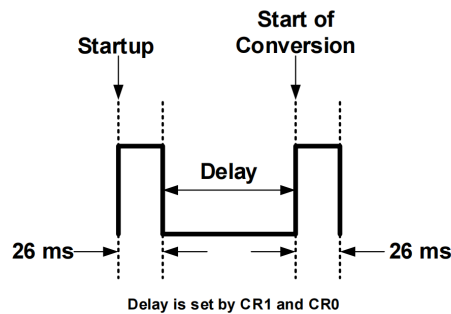 Startup
Start of
Conversion
Delay
26 ms
26 ms
Delay is set by CR1 and CR0